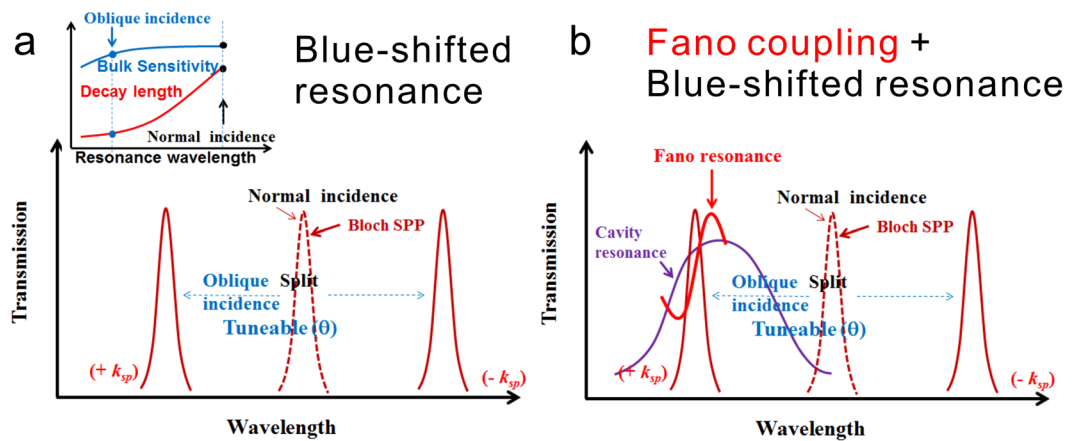 a
Oblique incidence
Bulk Sensitivity
Decay length
Normal incidence
Resonance wavelength
Blue-shifted
resonance
Transmission
Normal incidence
Bloch SPP
Oblique Split
incidence
Tuneable (θ)
(+ ksp)
(- ksp)
Wavelength
b
Fano coupling +
Blue-shifted resonance
Transmission
Fano resonance
Normal incidence
Bloch SPP
Cavity
resonance
Oblique Split
incidence
Tuneable (θ)
(+ ksp)
(- ksp)
Wavelength